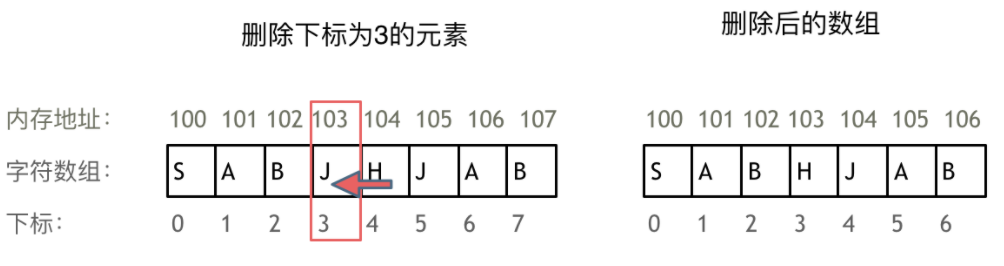 删除下标为3的元素
删除后的数组
内存地址: 100 101 102 103 104 105 106 107 100 101 102 103 104 105 106
字符数组: S A B J H J A B S A B H J A B
下标: 0 1 2 3 4 5 6 7 0 1 2 3 4 5 6